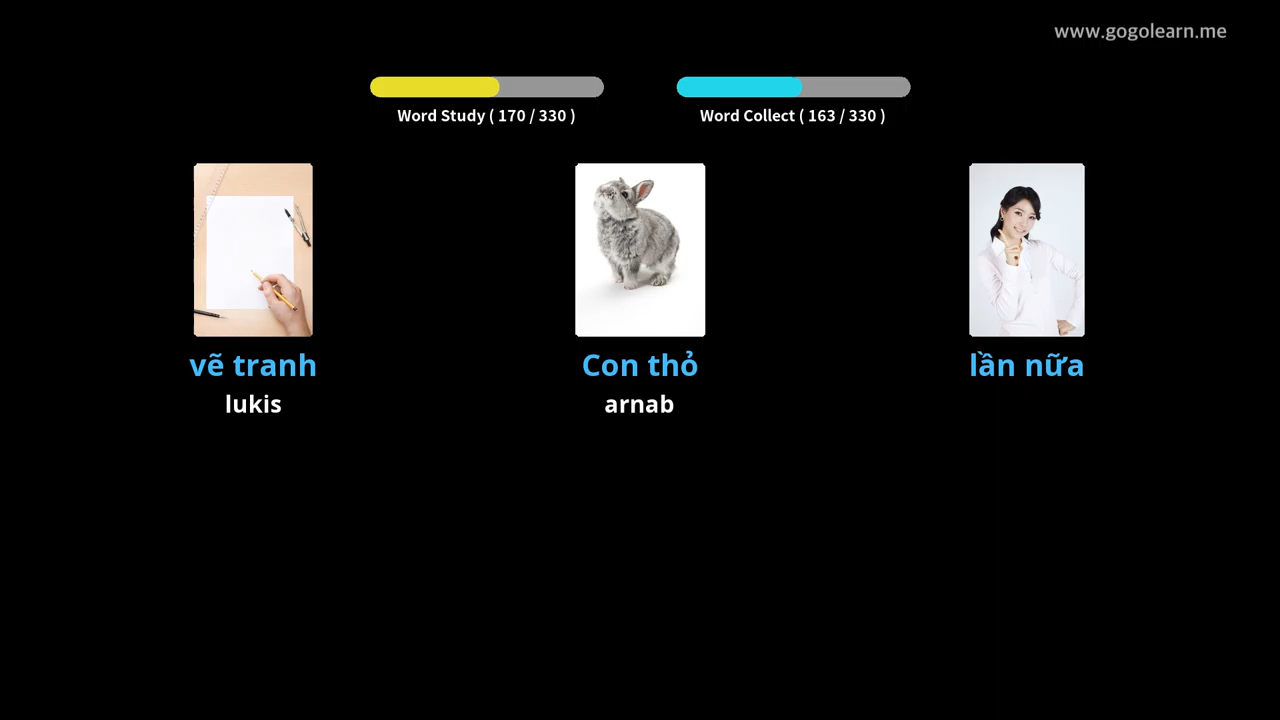 www.gogolearn.me
Word Study ( 170 / 330 )
Word Collect ( 163 / 330 )
vẽ tranh
Con thỏ
lần nữa
lukis
arnab